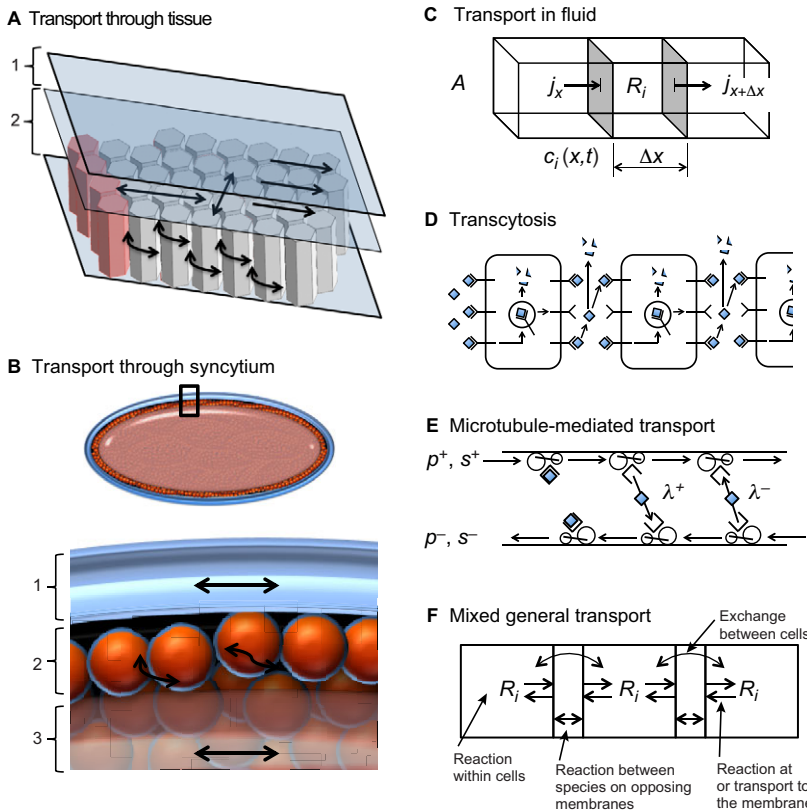 A Transport through tissue
1
2
B Transport through syncytium
1
2
3
C Transport in fluid
A
j_x
R_i
j_{x+Δx}
c_i (x,t)
Δx
D Transcytosis
E Microtubule-mediated transport
p⁺, s⁺
λ⁺
λ⁻
p⁻, s⁻
F Mixed general transport
Exchange
between cells
R_i
R_i
R_i
Reaction
within cells
Reaction between
species on opposing
membranes
Reaction at
or transport to
the membrane